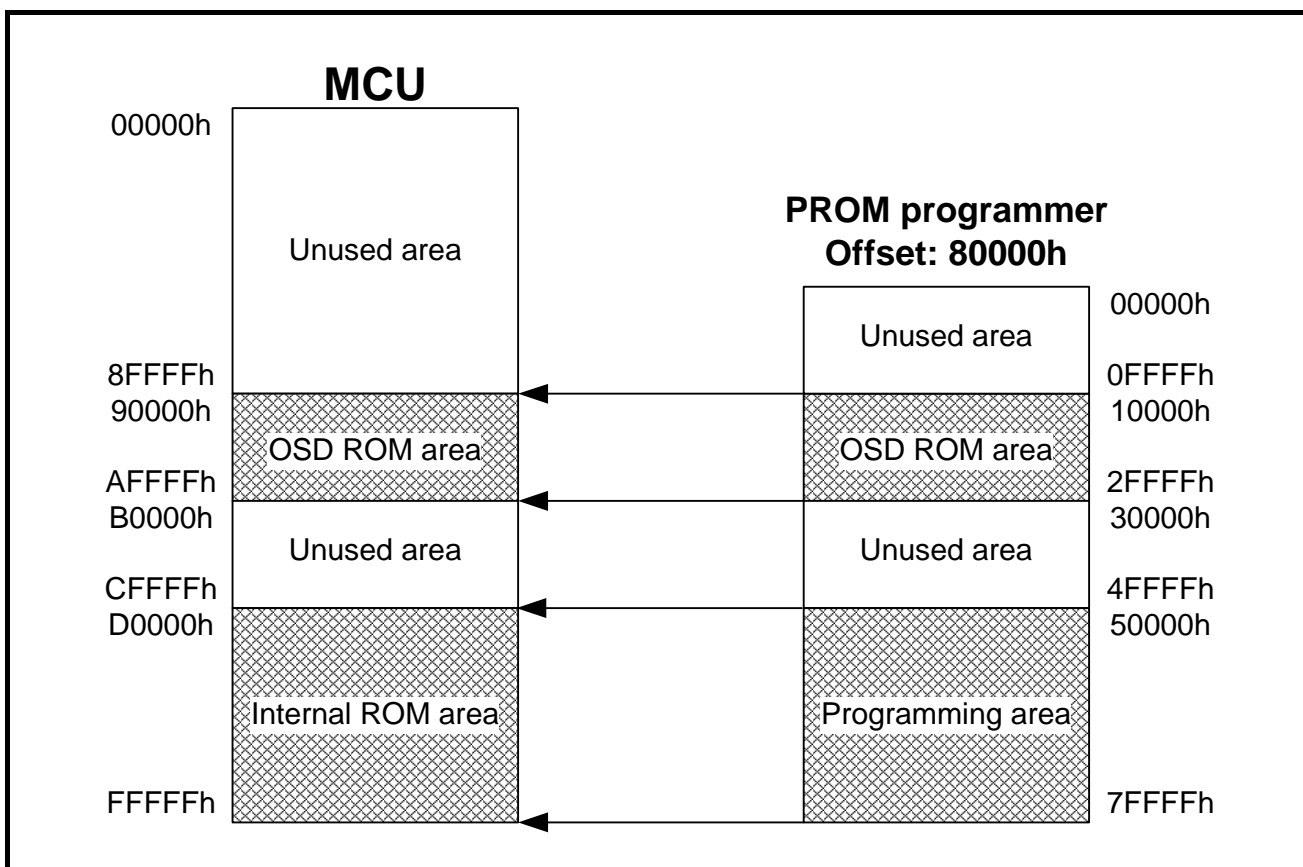 MCU
00000h
Unused area
8FFFFh
90000h
OSD ROM area
AFFFFh
B0000h
Unused area
CFFFFh
D0000h
Internal ROM area
FFFFFh
PROM programmer
Offset: 80000h
00000h
Unused area
0FFFFh
10000h
OSD ROM area
2FFFFh
30000h
Unused area
4FFFFh
50000h
Programming area
7FFFFh